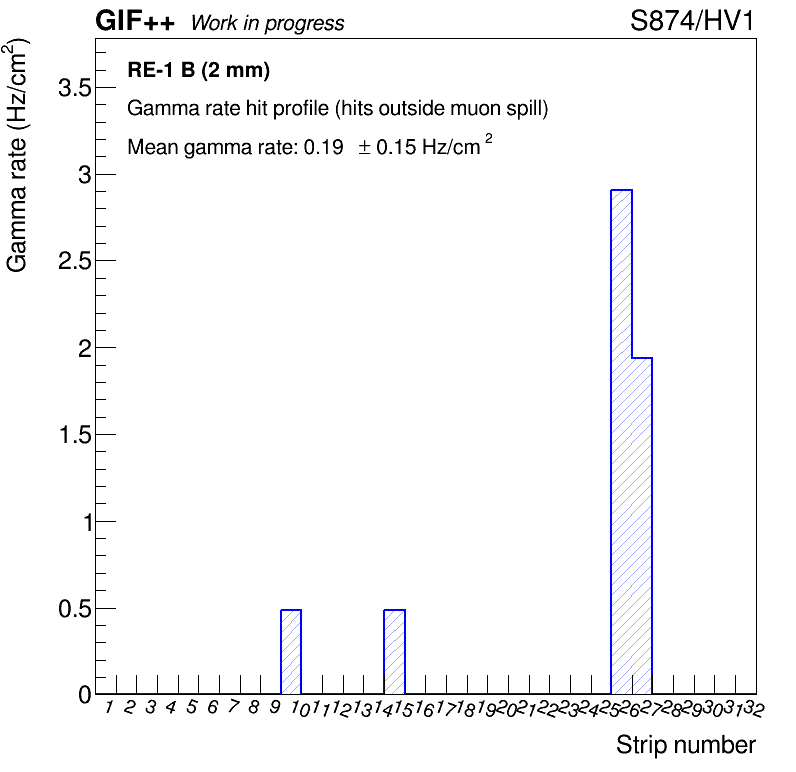 GIF++ Work in progress S874/HV1
Gamma rate (Hz/cm2)
RE-1 B (2 mm)
Gamma rate hit profile (hits outside muon spill)
Mean gamma rate: 0.19 ± 0.15 Hz/cm 2
3.5
3
2.5
2
1.5
1
0.5
0
1 2 3 4 5 6 7 8 9 10 11 12 13 14 15 16 17 18 19 20 21 22 23 24 25 26 27 28 29 30 31 32
Strip number